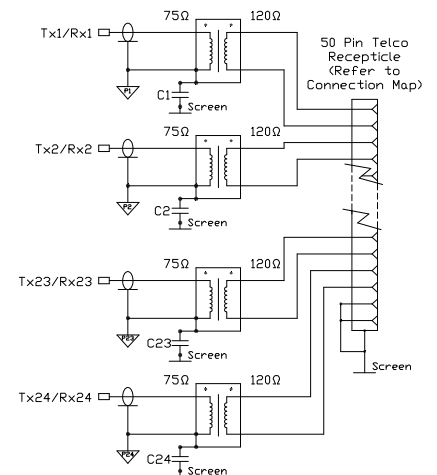 75Ω 120Ω
Tx1/Rx1
50 Pin Telco
Recepticle
(Refer to
Connection Map)
P1
C1
Screen
75Ω 120Ω
Tx2/Rx2
P2
C2
Screen
75Ω 120Ω
Tx23/Rx23
P23
C23
Screen
Screen
75Ω 120Ω
Tx24/Rx24
P24
C24
Screen